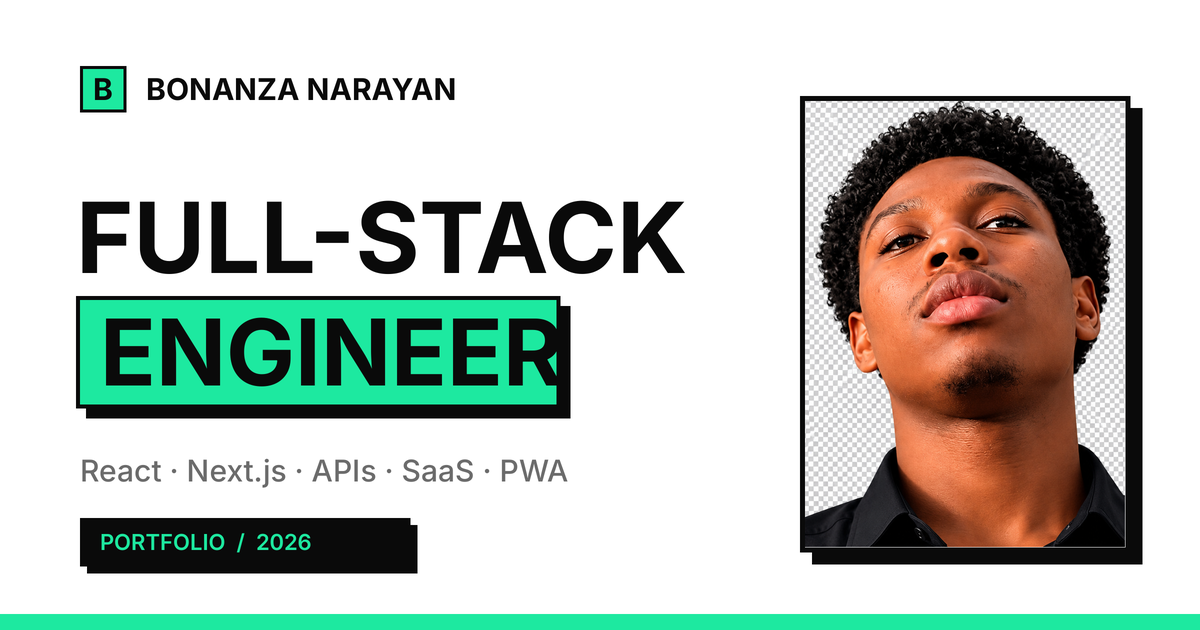 B BONANZA NARAYAN
FULL-STACK
ENGINEER
React · Next.js · APIs · SaaS · PWA
PORTFOLIO / 2026